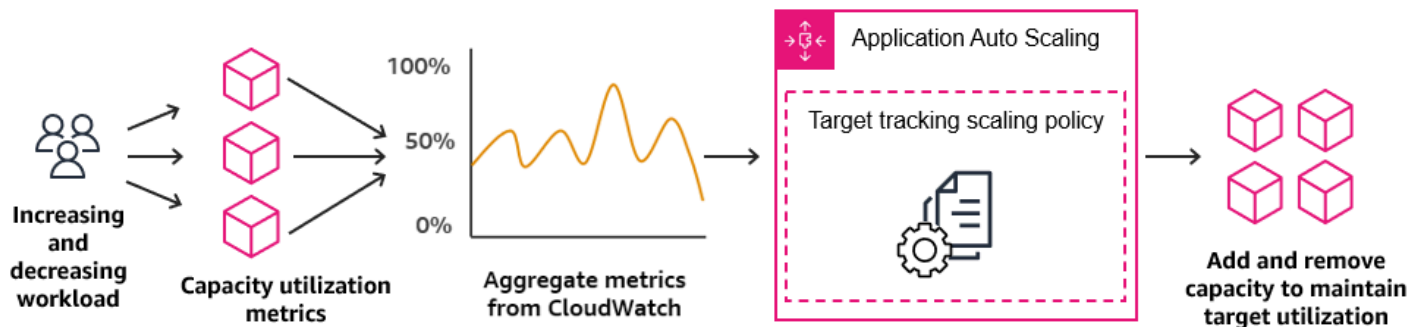 Increasing
and
decreasing
workload
Capacity utilization
metrics
100%
50%
0%
Aggregate metrics
from CloudWatch
Application Auto Scaling
Target tracking scaling policy
Add and remove
capacity to maintain
target utilization